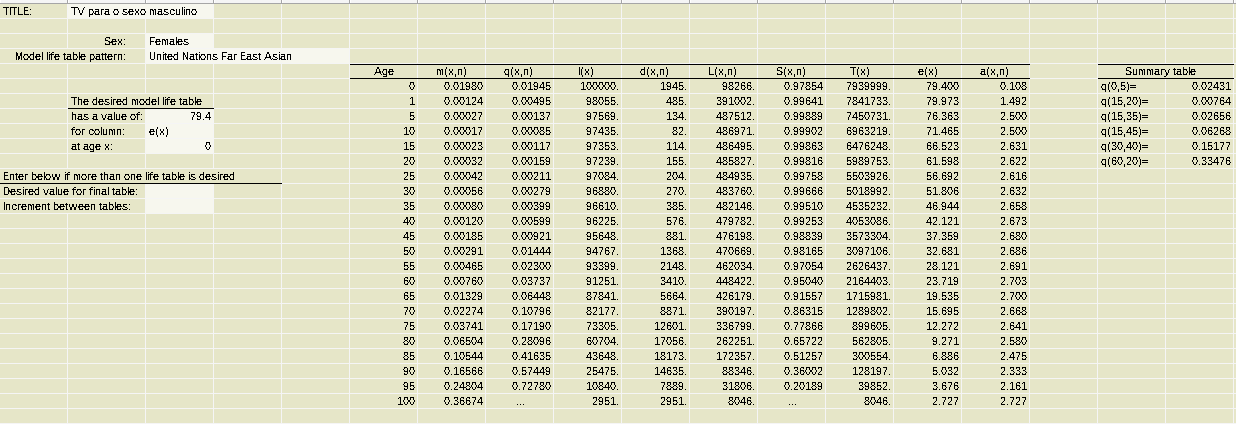 TITLE: TV para o sexo masculino
Sex: Females
Model life table pattern: United Nations Far East Asian
Age m(x,n) q(x,n) l(x) d(x,n) L(x,n) S(x,n) T(x) e(x) a(x,n) Summary table
0 0.01980 0.01945 100000. 1945. 98266. 0.97854 7939999. 79.400 0.108 q(0,5)= 0.02431
The desired model life table 1 0.00124 0.00495 98055. 485. 391002. 0.99641 7841733. 79.973 1.492 q(15,20)= 0.00764
has a value of: 79.4 5 0.00027 0.00137 97569. 134. 487512. 0.99889 7450731. 76.363 2.500 q(15,35)= 0.02656
for column: e(x) 10 0.00017 0.00085 97435. 82. 486971. 0.99902 6963219. 71.465 2.500 q(15,45)= 0.06268
at age x: 0 15 0.00023 0.00117 97353. 114. 486495. 0.99863 6476248. 66.523 2.631 q(30,40)= 0.15177
20 0.00032 0.00159 97239. 155. 485827. 0.99816 5989753. 61.598 2.622 q(60,20)= 0.33476
Enter below if more than one life table is desired 25 0.00042 0.00211 97084. 204. 484935. 0.99758 5503926. 56.692 2.616
Desired value for final table: 30 0.00056 0.00279 96880. 270. 483760. 0.99666 5018992. 51.806 2.632
Increment between tables: 35 0.00080 0.00399 96610. 385. 482146. 0.99510 4535232. 46.944 2.658
40 0.00120 0.00599 96225. 576. 479782. 0.99253 4053086. 42.121 2.673
45 0.00185 0.00921 95648. 881. 476198. 0.98839 3573304. 37.359 2.680
50 0.00291 0.01444 94767. 1368. 470669. 0.98165 3097106. 32.681 2.686
55 0.00465 0.02300 93399. 2148. 462034. 0.97054 2626437. 28.121 2.691
60 0.00760 0.03737 91251. 3410. 448422. 0.95040 2164403. 23.719 2.703
65 0.01329 0.06448 87841. 5664. 426179. 0.91557 1715981. 19.535 2.700
70 0.02274 0.10796 82177. 8871. 390197. 0.86315 1289802. 15.695 2.668
75 0.03741 0.17190 73305. 12601. 336799. 0.77866 899605. 12.272 2.641
80 0.06504 0.28096 60704. 17056. 262251. 0.65722 562805. 9.271 2.580
85 0.10544 0.41635 43648. 18173. 172357. 0.51257 300554. 6.886 2.475
90 0.16566 0.57449 25475. 14635. 88346. 0.36002 128197. 5.032 2.333
95 0.24804 0.72780 10840. 7889. 31806. 0.20189 39852. 3.676 2.161
100 0.36674 ... 2951. 2951. 8046. ... 8046. 2.727 2.727